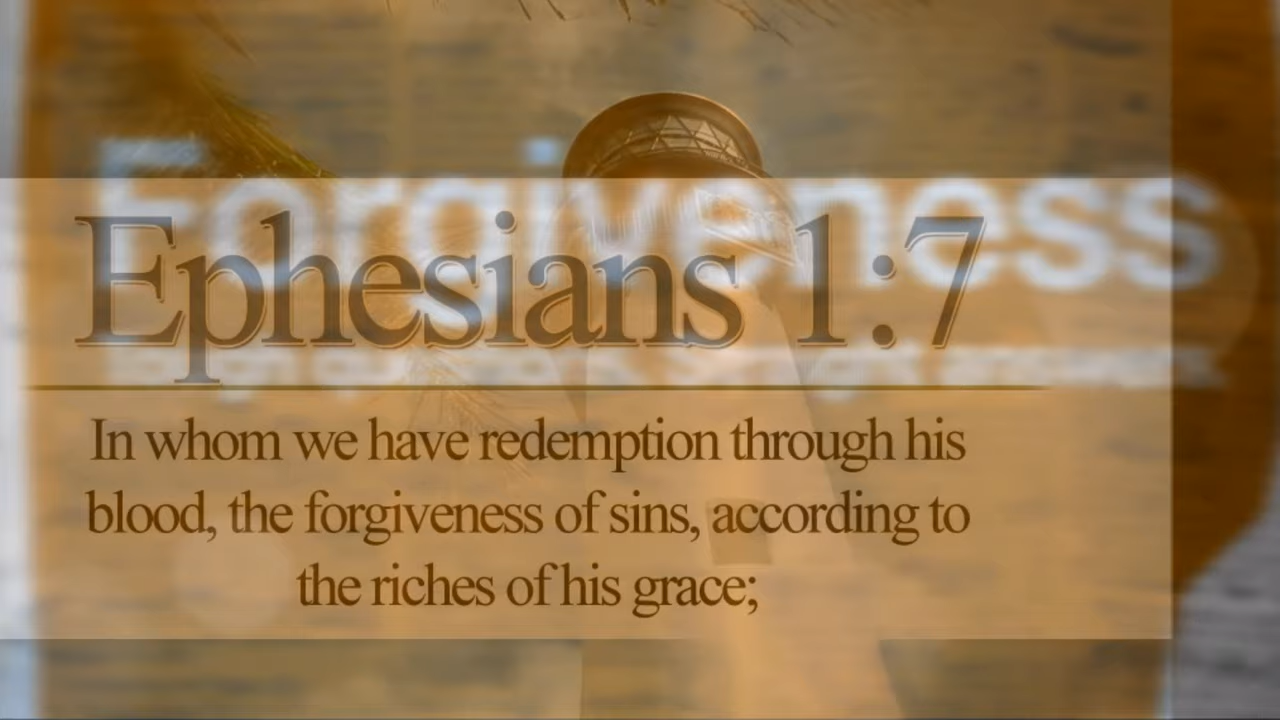 Forgiveness
Ephesians 1:7
In whom we have redemption through his
blood, the forgiveness of sins, according to
the riches of his grace;